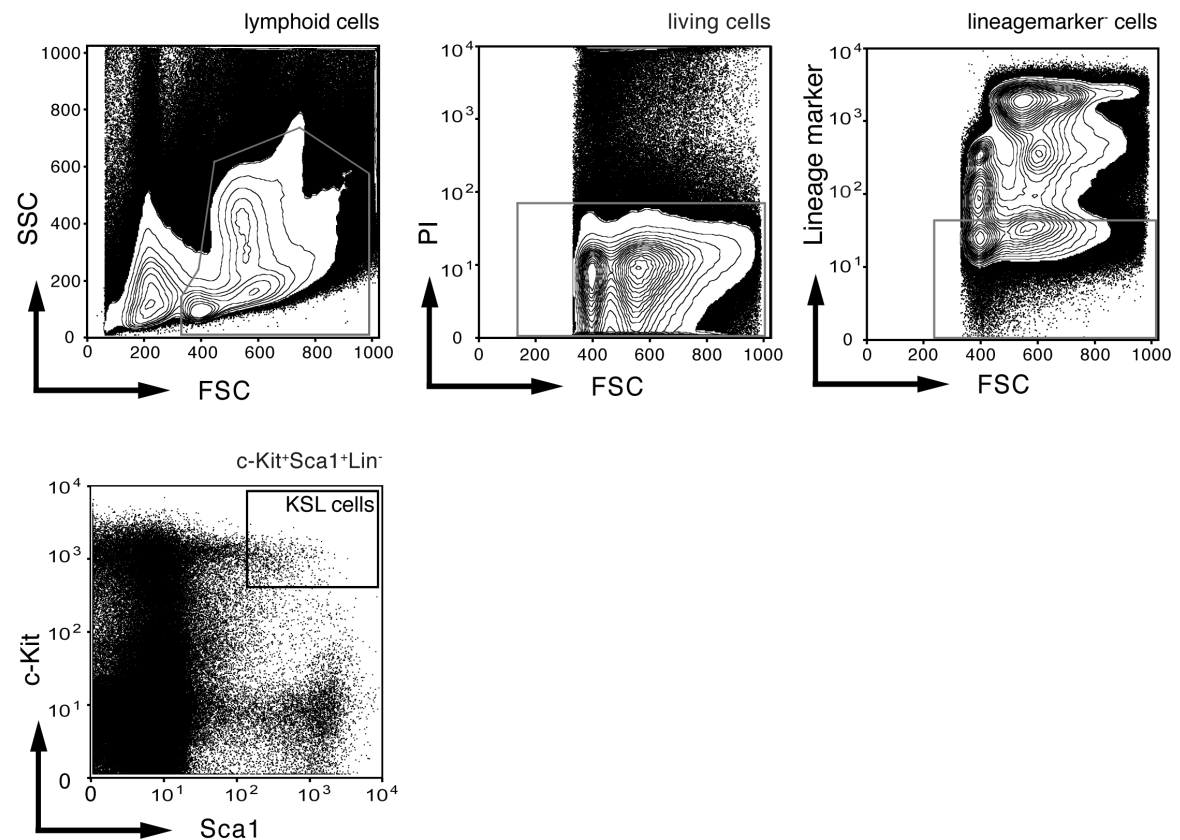 lymphoid cells
1000
800
600
400
200
0
SSC
0 200 400 600 800 1000
FSC
living cells
10⁴
10³
10²
10¹
0
PI
0 200 400 600 800 1000
FSC
lineagemarker⁻ cells
10⁴
10³
10²
10¹
0
Lineage marker
0 200 400 600 800 1000
FSC
c-Kit⁺Sca1⁺Lin⁻
KSL cells
10⁴
10³
10²
10¹
0
c-Kit
0 10¹ 10² 10³ 10⁴
Sca1